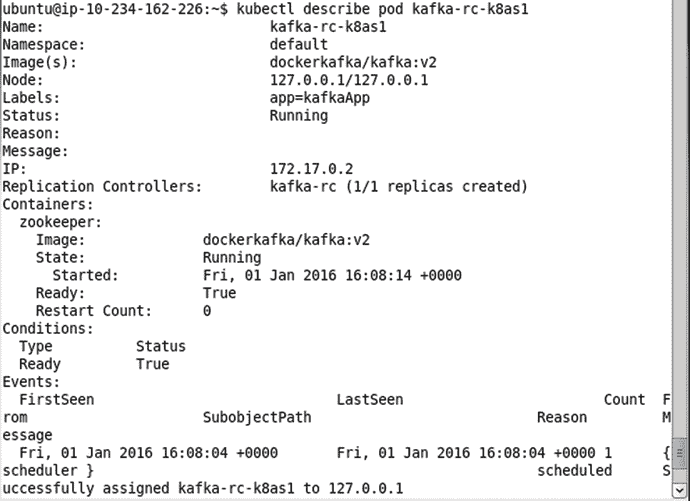 ubuntu@ip-10-234-162-226:~$ kubectl describe pod kafka-rc-k8as1
Name:                           kafka-rc-k8as1
Namespace:                      default
Image(s):                       dockerkafka/kafka:v2
Node:                           127.0.0.1/127.0.0.1
Labels:                         app=kafkaApp
Status:                         Running
Reason:
Message:
IP:                             172.17.0.2
Replication Controllers:        kafka-rc (1/1 replicas created)
Containers:
  zookeeper:
    Image:              dockerkafka/kafka:v2
    State:              Running
      Started:          Fri, 01 Jan 2016 16:08:14 +0000
    Ready:              True
    Restart Count:      0
Conditions:
  Type          Status
  Ready         True
Events:
  FirstSeen                             LastSeen                        Count  F
rom                     SubobjectPath                           Reason         M
essage
  Fri, 01 Jan 2016 16:08:04 +0000       Fri, 01 Jan 2016 16:08:04 +0000 1      {
scheduler }                                                     scheduled      S
uccessfully assigned kafka-rc-k8as1 to 127.0.0.1